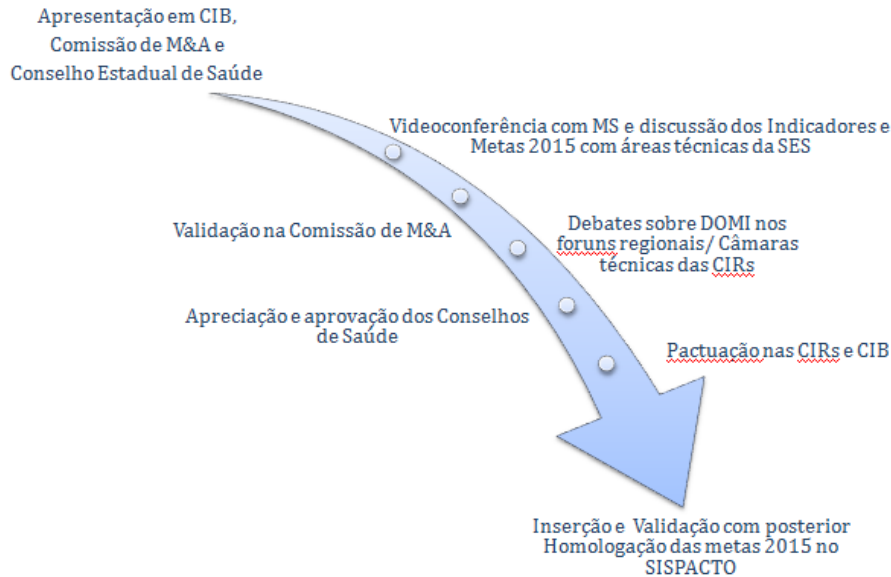 Apresentação em CIB,
Comissão de M&A e
Conselho Estadual de Saúde
Videoconferência com MS e discussão dos Indicadores e
Metas 2015 com áreas técnicas da SES
Validação na Comissão de M&A
Debates sobre DOMI nos
foruns regionais/ Câmaras
técnicas das CIRs
Apreciação e aprovação dos Conselhos
de Saúde
Pactuação nas CIRs e CIB
Inserção e Validação com posterior
Homologação das metas 2015 no
SISPACTO